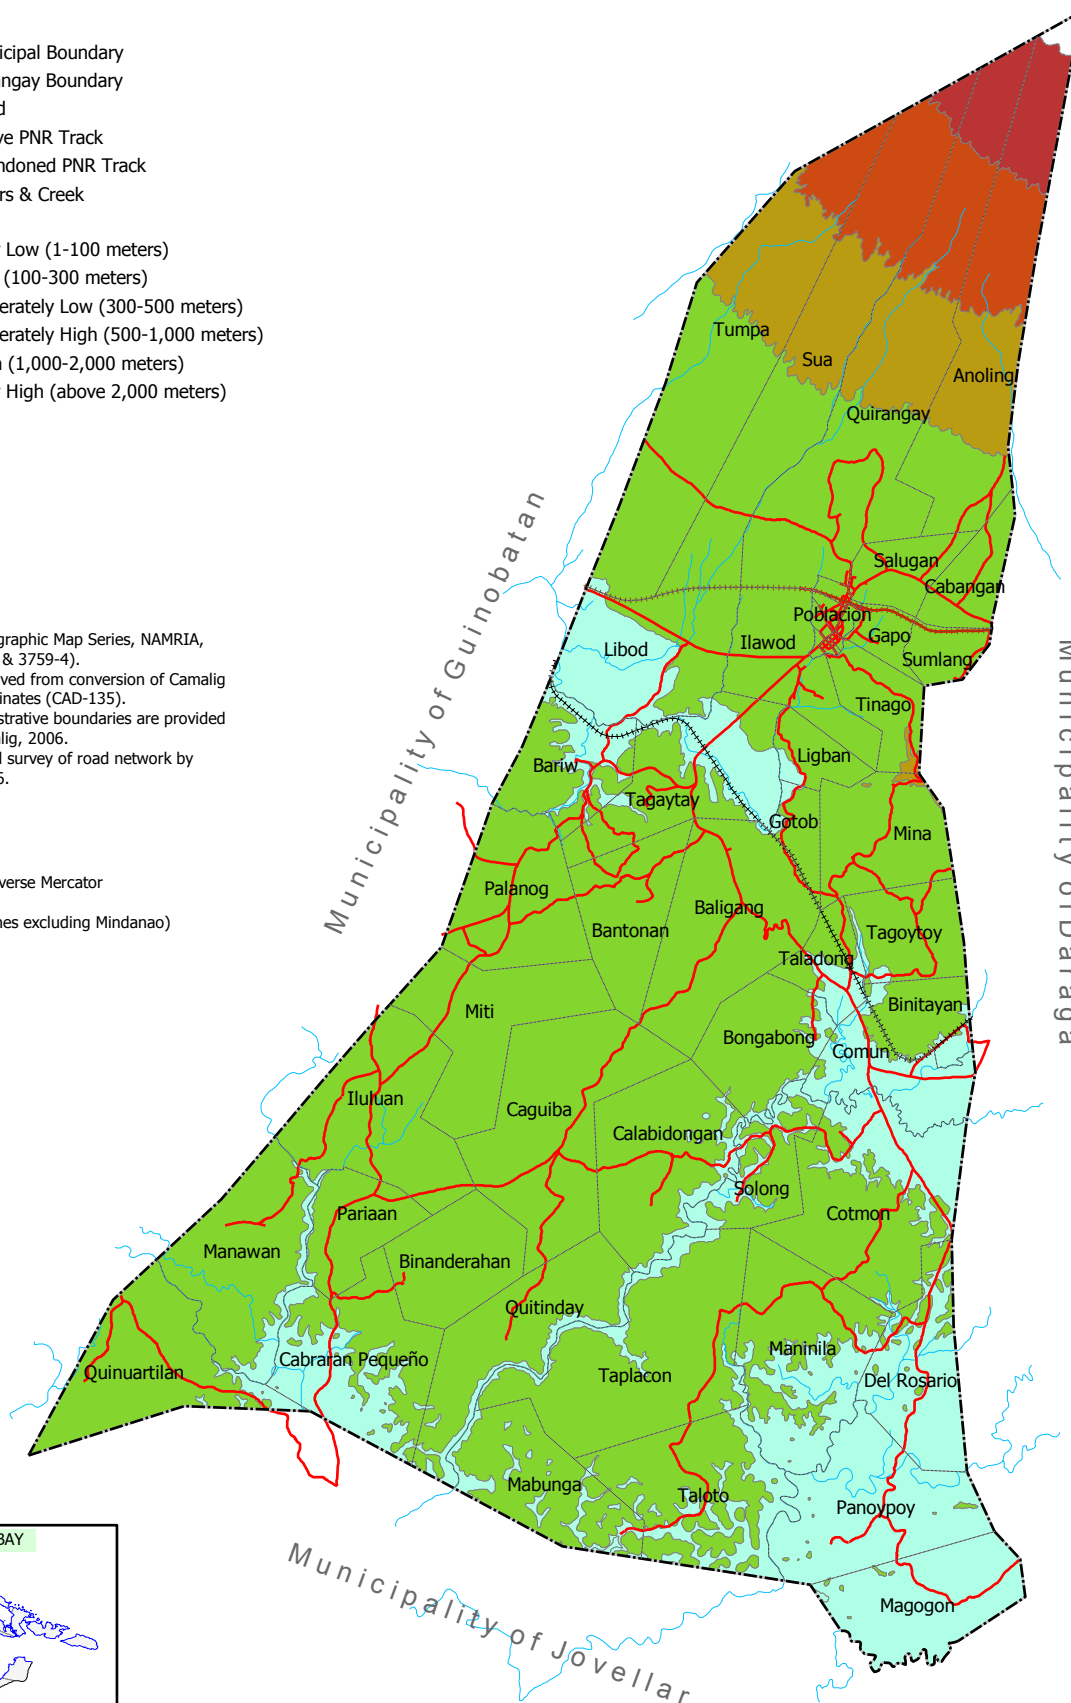 icipal Boundary
angay Boundary
d
ve PNR Track
ndoned PNR Track
rs & Creek
Low (1-100 meters)
(100-300 meters)
erately Low (300-500 meters)
erately High (500-1,000 meters)
(1,000-2,000 meters)
High (above 2,000 meters)
Tumpa
Sua
Anoling
Quirangay
Municipality of Guinobatan
Salugan
Cabangan
Poblacion
Gapo
Ilawod
Libod
Sumlang
Municipality of Daraga
graphic Map Series, NAMRIA,
& 3759-4).
ved from conversion of Camalig
dinates (CAD-135).
strative boundaries are provided
alig, 2006.
l survey of road network by
6.
Tinago
Ligban
Bariw
Tagaytay
Gotob
Mina
verse Mercator
nes excluding Mindanao)
Palanog
Baligang
Bantonan
Tagoytoy
Taladong
Binitayan
Miti
Bongabong
Comun
Iluluan
Caguiba
Calabidongan
Solong
Pariaan
Cotmon
Manawan
Binanderahan
Quitinday
Maninila
Cabraran Pequeño
Quinuartilan
Taplacon
Del Rosario
Mabunga
Taloto
Panoypoy
Magogon
BAY
Municipality of Jovellar